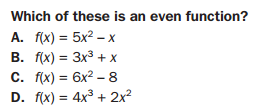 Which of these is an even function?
A. f(x) = 5x² – x
B. f(x) = 3x³ + x
C. f(x) = 6x² – 8
D. f(x) = 4x³ + 2x²